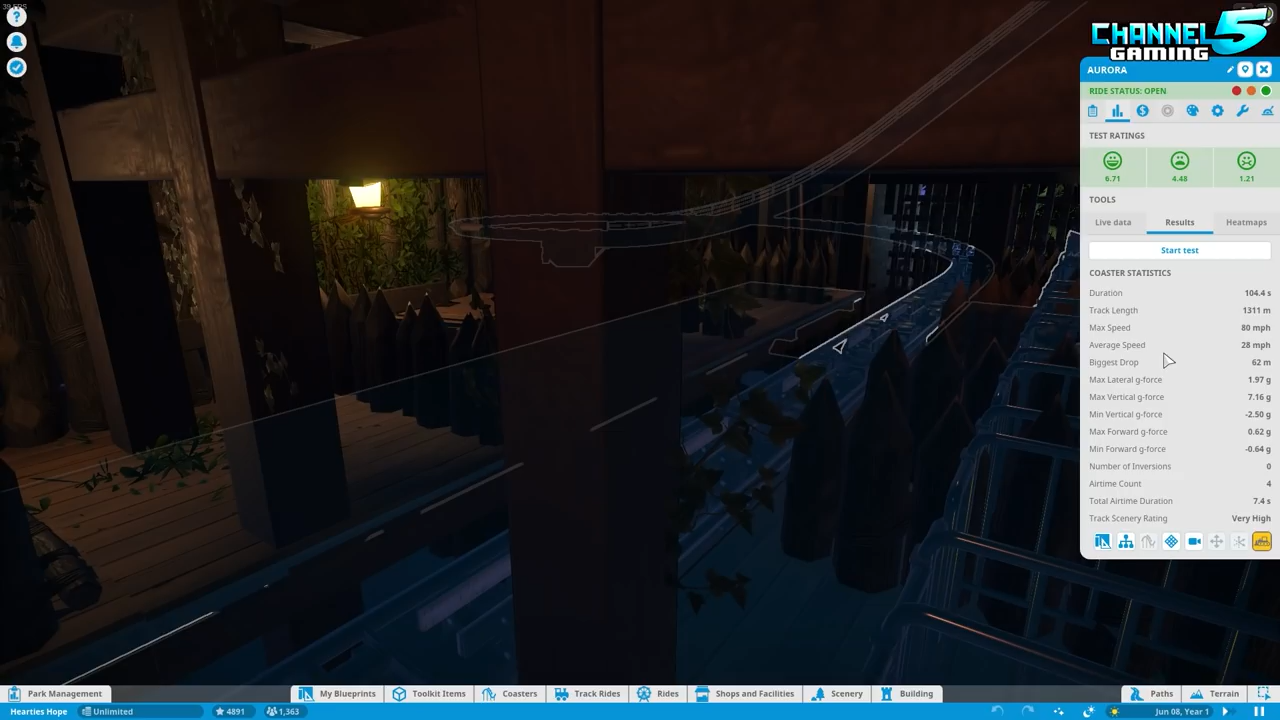 39 FPS
CHANNEL 5
GAMING
AURORA
RIDE STATUS: OPEN
TEST RATINGS
6.71 4.48 1.21
TOOLS
Live data Results Heatmaps
Start test
COASTER STATISTICS
Duration 104.4 s
Track Length 1311 m
Max Speed 80 mph
Average Speed 28 mph
Biggest Drop 62 m
Max Lateral g-force 1.97 g
Max Vertical g-force 7.16 g
Min Vertical g-force -2.50 g
Max Forward g-force 0.62 g
Min Forward g-force -0.64 g
Number of Inversions 0
Airtime Count 4
Total Airtime Duration 7.4 s
Track Scenery Rating Very High
Park Management My Blueprints Toolkit Items Coasters Track Rides Rides Shops and Facilities Scenery Building Paths Terrain
Hearties Hope Unlimited 4891 1,363 Jun 08, Year 1